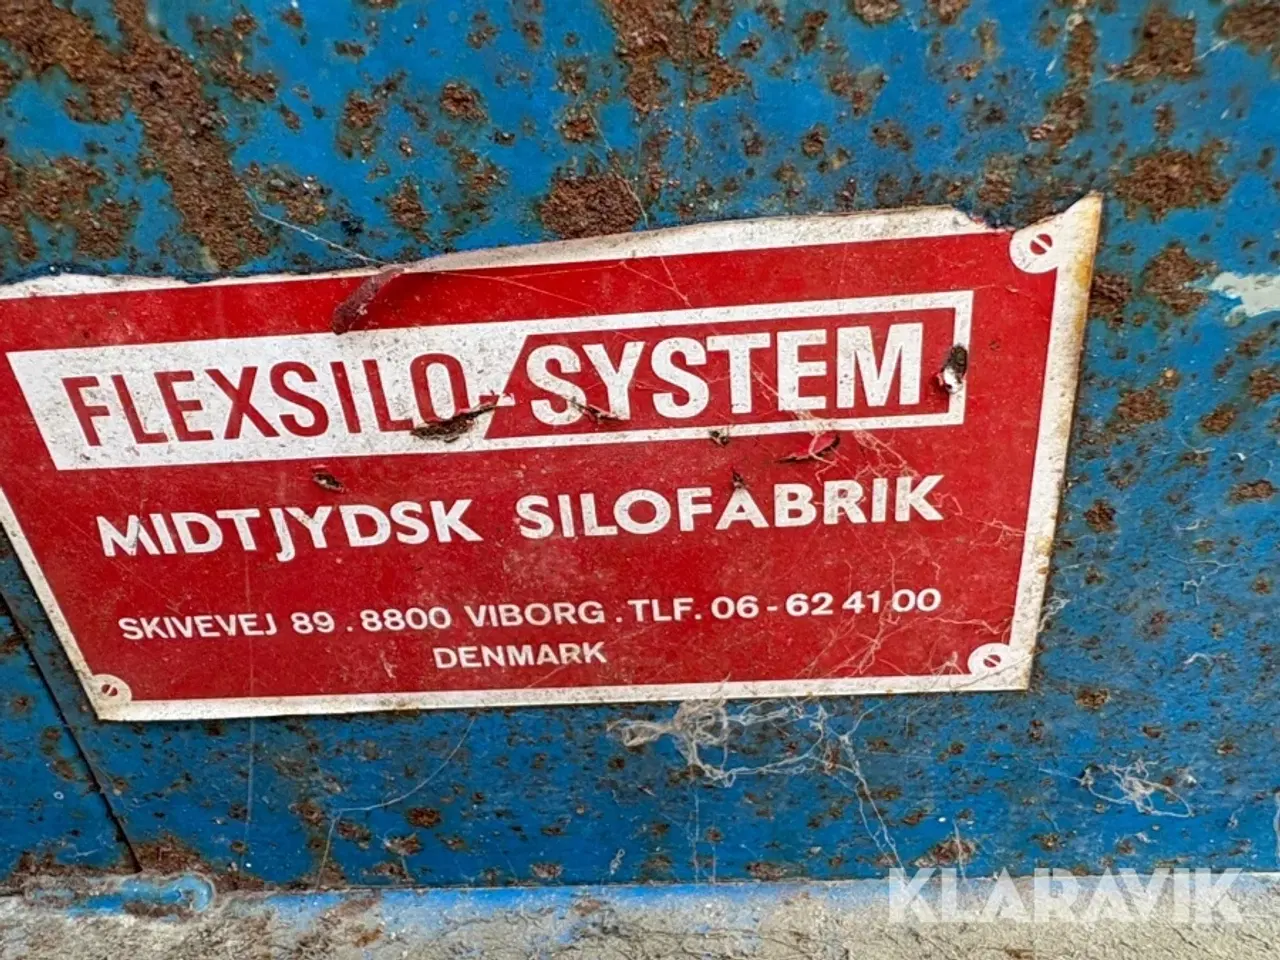 FLEXSILO-SYSTEM
MIDTJYDSK SILOFABRIK
SKIVEVEJ 89 . 8800 VIBORG . TLF. 06 - 62 41 00
DENMARK
KLARAVIK